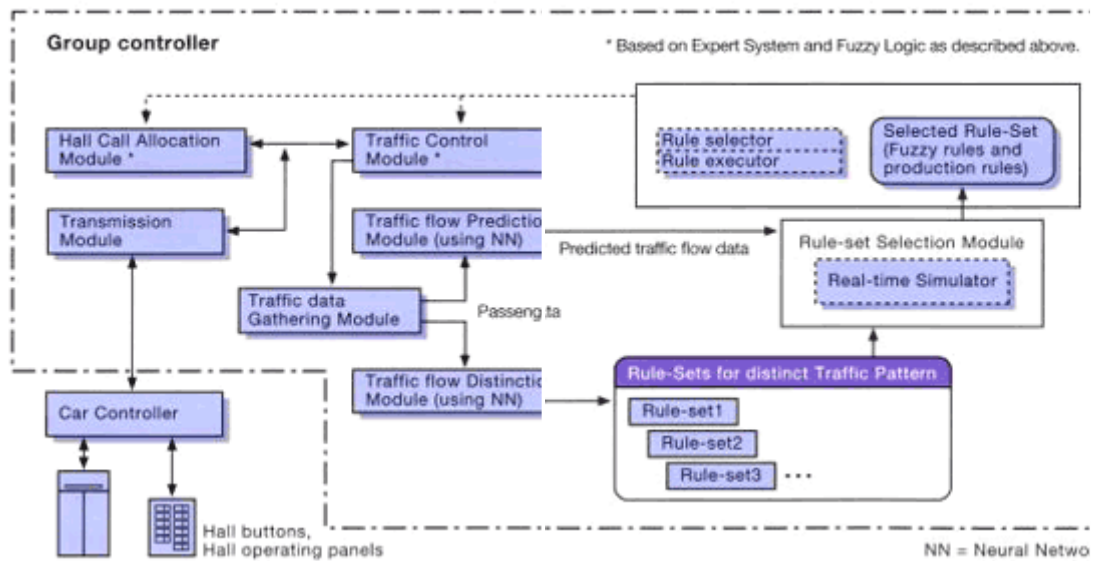 Group controller
* Based on Expert System and Fuzzy Logic as described above.
Hall Call Allocation
Module *
Traffic Control
Module *
Rule selector
Rule executor
Selected Rule-Set
(Fuzzy rules and
production rules)
Transmission
Module
Traffic flow Predictio
Module (using NN)
Predicted traffic flow data
Rule-set Selection Module
Real-time Simulator
Traffic data
Gathering Module
Passeng ta
Traffic flow Distinctio
Module (using NN)
Rule-Sets for distinct Traffic Pattern
Rule-set1
Rule-set2
Rule-set3 ...
Car Controller
Hall buttons,
Hall operating panels
NN = Neural Netwo